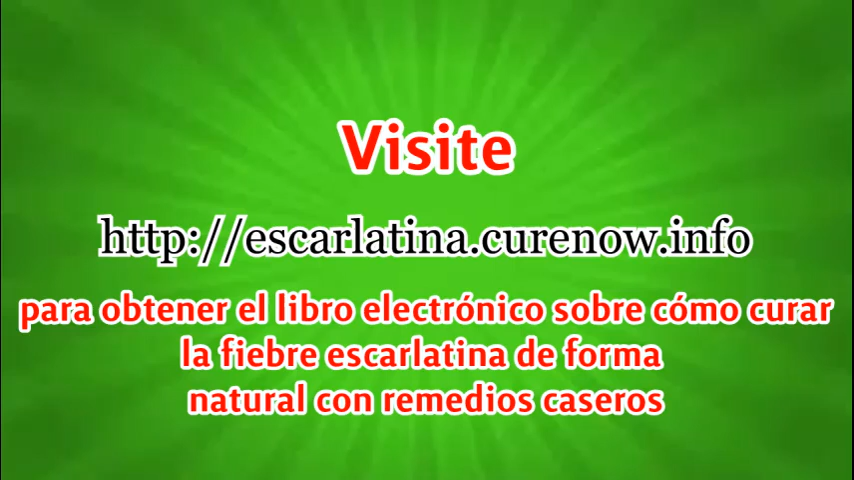 Visite
http://escarlatina.curenow.info
para obtener el libro electrónico sobre cómo curar
la fiebre escarlatina de forma
natural con remedios caseros